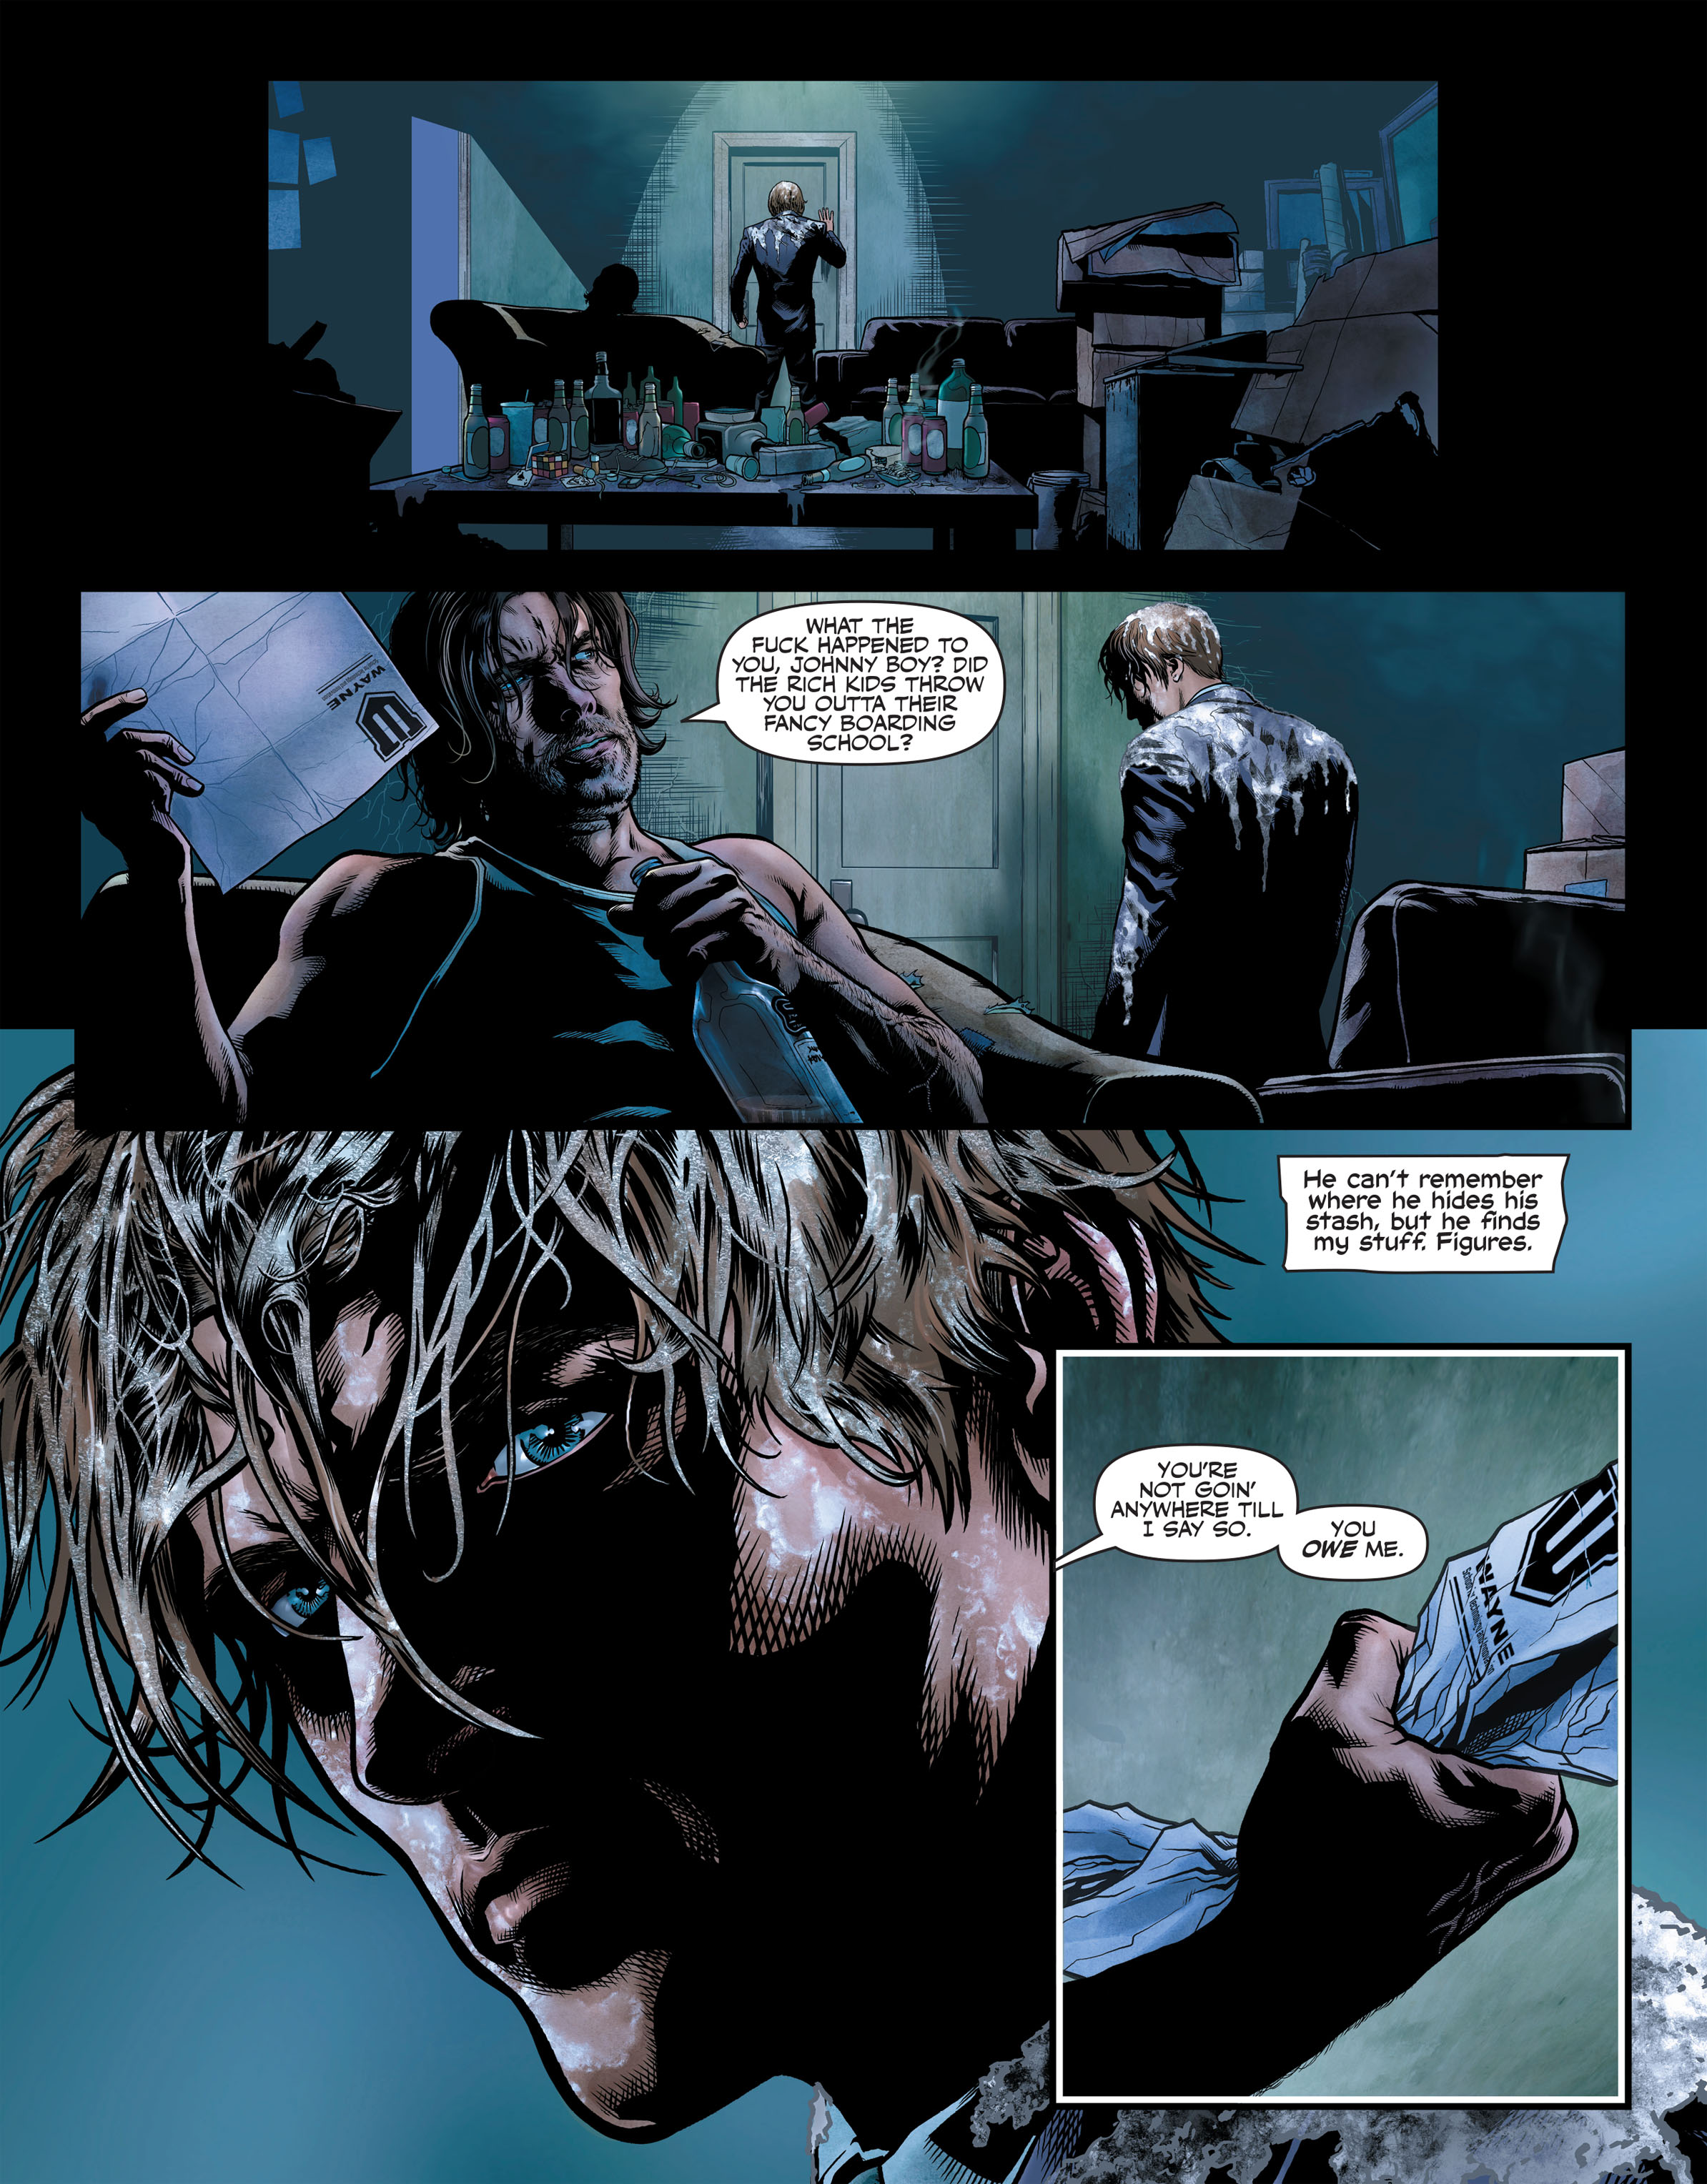 WAYNE
WHAT THE
FUCK HAPPENED TO
YOU, JOHNNY BOY? DID
THE RICH KIDS THROW
YOU OUTTA THEIR
FANCY BOARDING
SCHOOL?
He can't remember
where he hides his
stash, but he finds
my stuff. Figures.
YOU'RE
NOT GOIN'
ANYWHERE TILL
I SAY SO.
YOU
OWE ME.
W
WAYNE